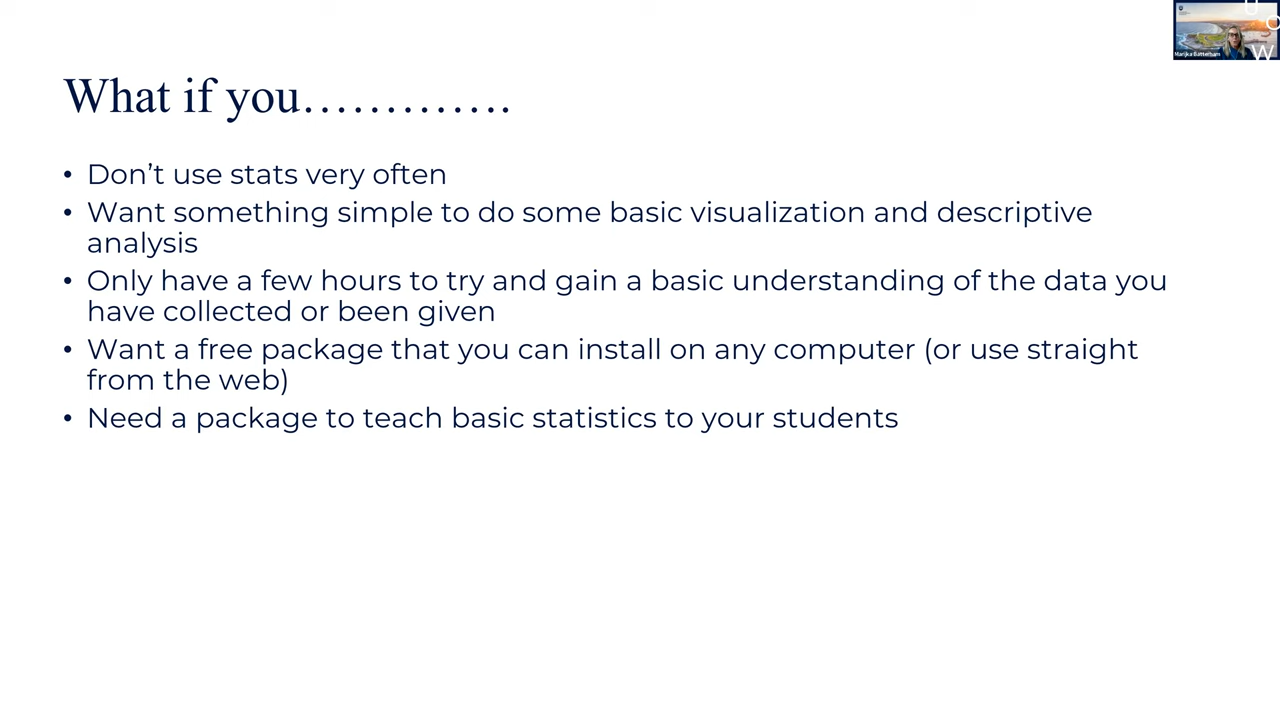 U
O
W
Marijka Batterham
What if you………….
• Don’t use stats very often
• Want something simple to do some basic visualization and descriptive
analysis
• Only have a few hours to try and gain a basic understanding of the data you
have collected or been given
• Want a free package that you can install on any computer (or use straight
from the web)
• Need a package to teach basic statistics to your students